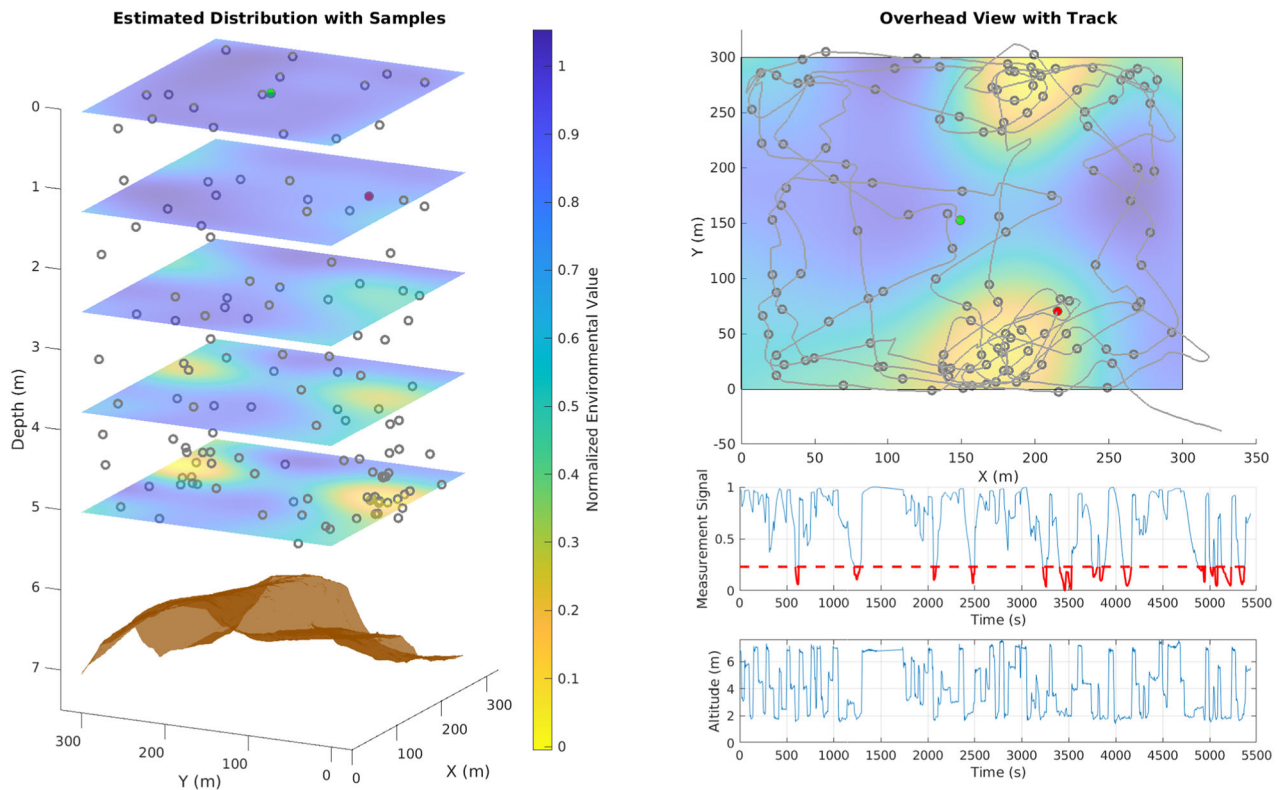 Estimated Distribution with Samples
0
1
2
3
4
5
6
7
Depth (m)
300
200
100
0
Y (m)
0
100
200
300
X (m)
1
0.9
0.8
0.7
0.6
0.5
0.4
0.3
0.2
0.1
0
Normalized Environmental Value
Overhead View with Track
300
250
200
150
100
50
0
-50
Y (m)
0 50 100 150 200 250 300 350
X (m)
1
0.5
0
Measurement Signal
0 500 1000 1500 2000 2500 3000 3500 4000 4500 5000 5500
Time (s)
6
4
2
0
Altitude (m)
0 500 1000 1500 2000 2500 3000 3500 4000 4500 5000 5500
Time (s)